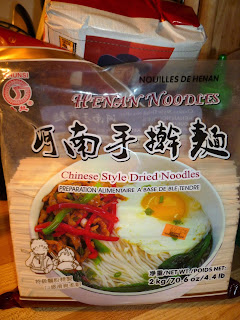 NOUILLES DE HENAN
HENAN NOODLES
河南手擀麵
Chinese Style Dried Noodles
PRÉPARATION ALIMENTAIRE À BASE DE BLÉ TENDRE
淨重/NET WT./POIDS NET:
2 kg/70.6 oz/4.4 lb